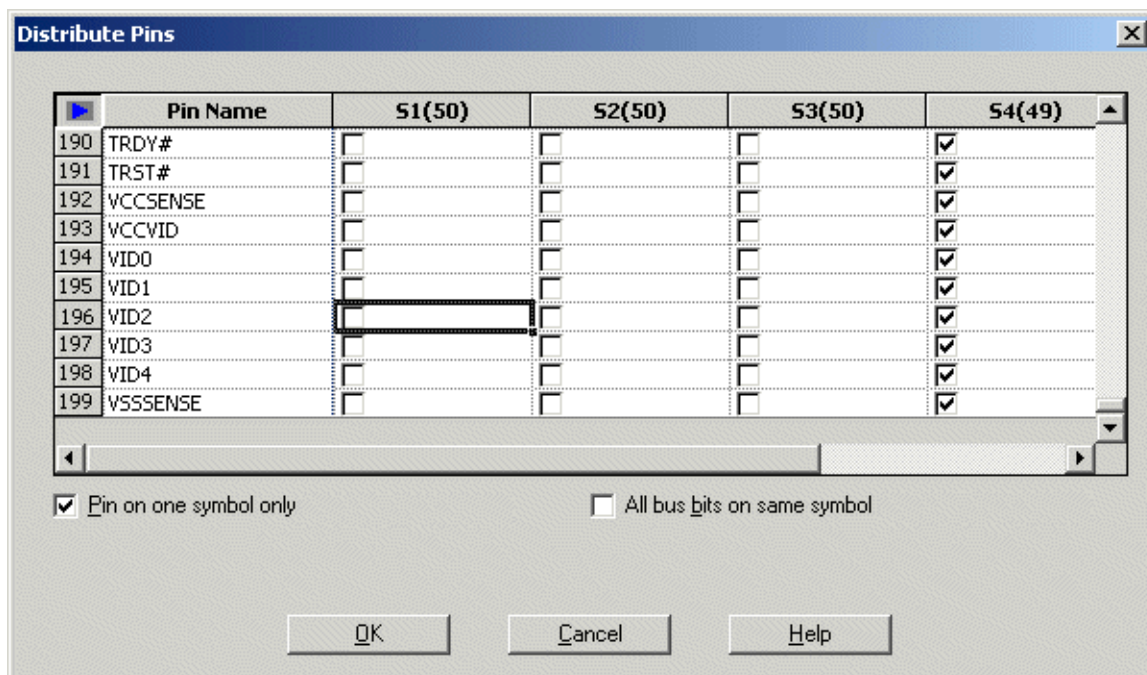 Distribute Pins
Pin Name S1(50) S2(50) S3(50) S4(49)
190 TRDY#
191 TRST#
192 VCCSENSE
193 VCCVID
194 VID0
195 VID1
196 VID2
197 VID3
198 VID4
199 VSSSENSE
Pin on one symbol only All bus bits on same symbol
OK Cancel Help